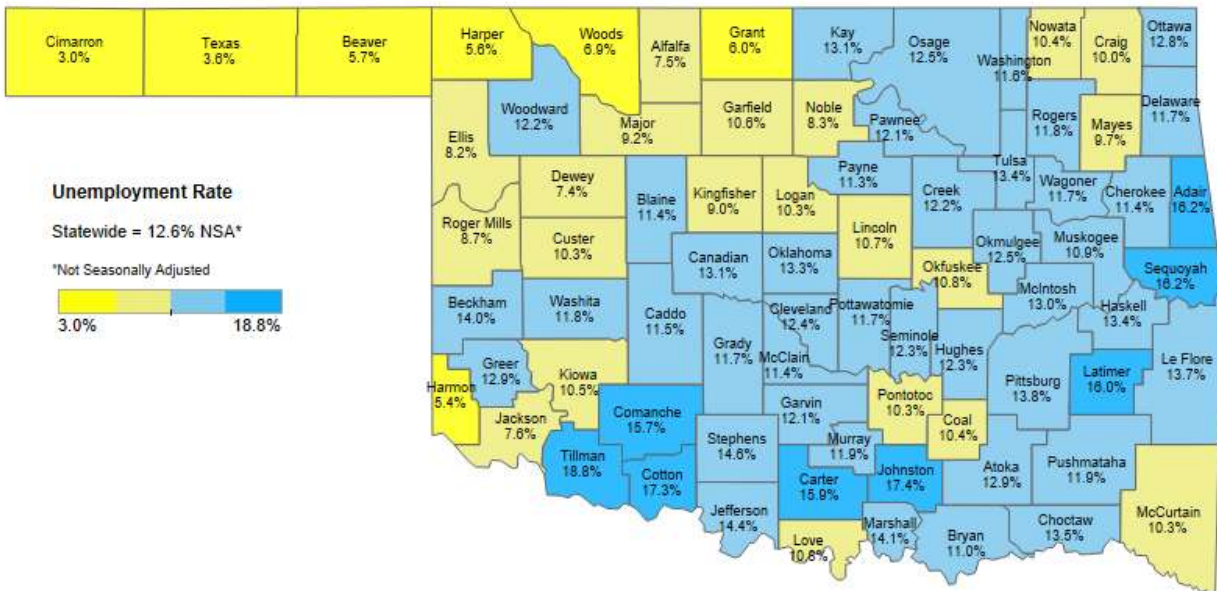 Cimarron
3.0%
Texas
3.6%
Beaver
5.7%
Harper
5.6%
Woods
6.9%
Alfalfa
7.5%
Grant
6.0%
Kay
13.1%
Osage
12.5%
Washington
11.6%
Nowata
10.4%
Craig
10.0%
Ottawa
12.8%
Woodward
12.2%
Ellis
8.2%
Major
9.2%
Garfield
10.6%
Noble
8.3%
Pawnee
12.1%
Rogers
11.8%
Mayes
9.7%
Delaware
11.7%
Unemployment Rate
Statewide = 12.6% NSA*
*Not Seasonally Adjusted
3.0%
18.8%
Dewey
7.4%
Blaine
11.4%
Kingfisher
9.0%
Logan
10.3%
Payne
11.3%
Creek
12.2%
Tulsa
13.4%
Wagoner
11.7%
Cherokee
11.4%
Adair
16.2%
Roger Mills
8.7%
Custer
10.3%
Canadian
13.1%
Oklahoma
13.3%
Lincoln
10.7%
Okfuskee
10.8%
Okmulgee
12.5%
Muskogee
10.9%
Sequoyah
16.2%
Beckham
14.0%
Washita
11.8%
Caddo
11.5%
Grady
11.7%
Cleveland
12.4%
McClain
11.4%
Pottawatomie
11.7%
Seminole
12.3%
Hughes
12.3%
McIntosh
13.0%
Haskell
13.4%
Le Flore
13.7%
Greer
12.9%
Harmon
5.4%
Kiowa
10.5%
Jackson
7.6%
Comanche
15.7%
Tillman
18.8%
Cotton
17.3%
Stephens
14.6%
Garvin
12.1%
Murray
11.9%
Pontotoc
10.3%
Coal
10.4%
Pittsburg
13.8%
Latimer
16.0%
Jefferson
14.4%
Carter
15.9%
Johnston
17.4%
Atoka
12.9%
Pushmataha
11.9%
McCurtain
10.3%
Love
10.8%
Marshall
14.1%
Bryan
11.0%
Choctaw
13.5%